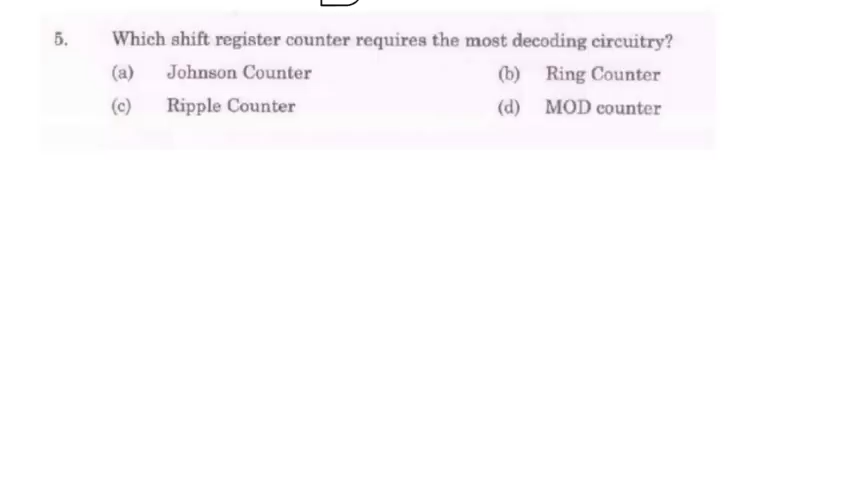 5. Which shift register counter requires the most decoding circuitry?
(a) Johnson Counter (b) Ring Counter
(c) Ripple Counter (d) MOD counter